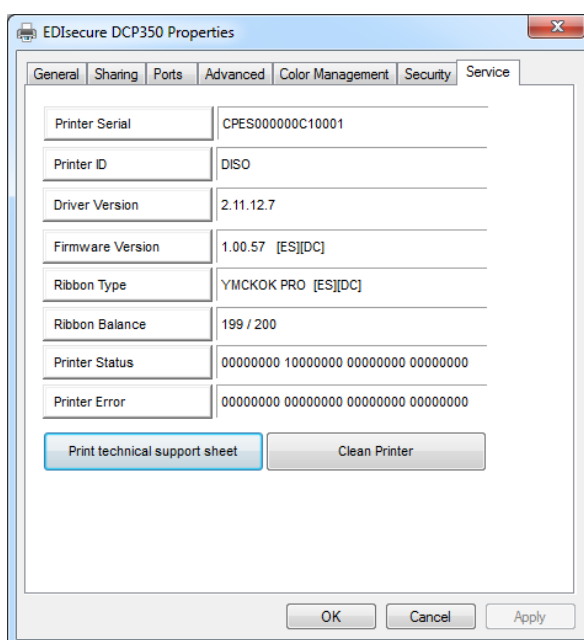 EDIsecure DCP350 Properties
General Sharing Ports Advanced Color Management Security Service
Printer Serial CPES000000C10001
Printer ID DISO
Driver Version 2.11.12.7
Firmware Version 1.00.57 [ES][DC]
Ribbon Type YMCKOK PRO [ES][DC]
Ribbon Balance 199 / 200
Printer Status 00000000 10000000 00000000 00000000
Printer Error 00000000 00000000 00000000 00000000
Print technical support sheet Clean Printer
OK Cancel Apply